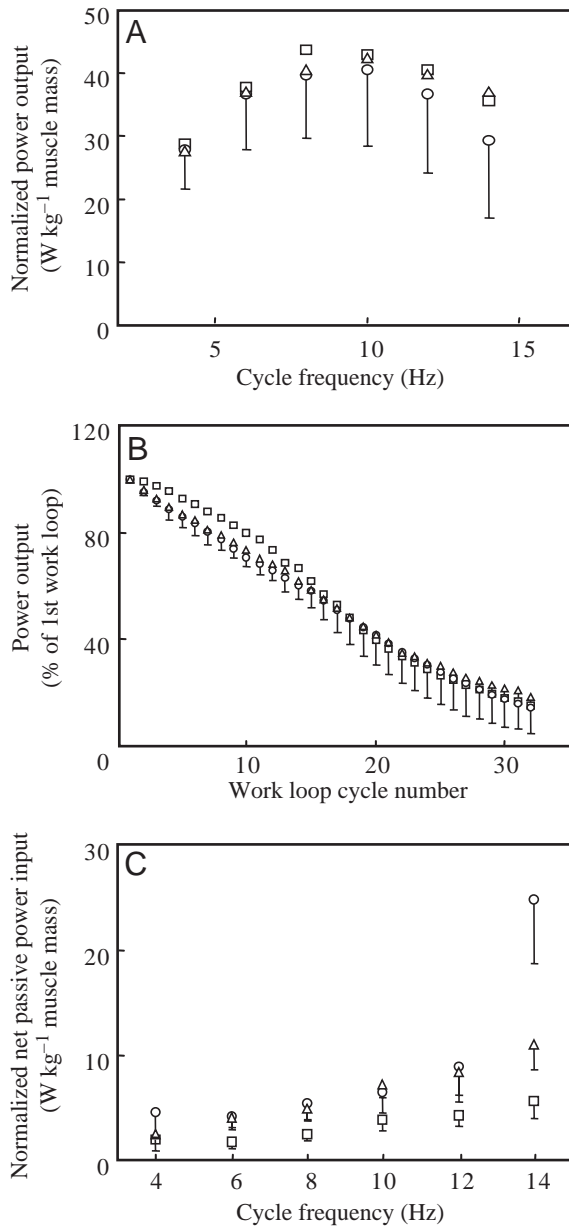 A
50
40
30
20
10
0
Normalized power output
(W kg⁻¹ muscle mass)
5 10 15
Cycle frequency (Hz)
B
120
80
40
0
Power output
(% of 1st work loop)
10 20 30
Work loop cycle number
C
30
20
10
0
Normalized net passive power input
(W kg⁻¹ muscle mass)
4 6 8 10 12 14
Cycle frequency (Hz)